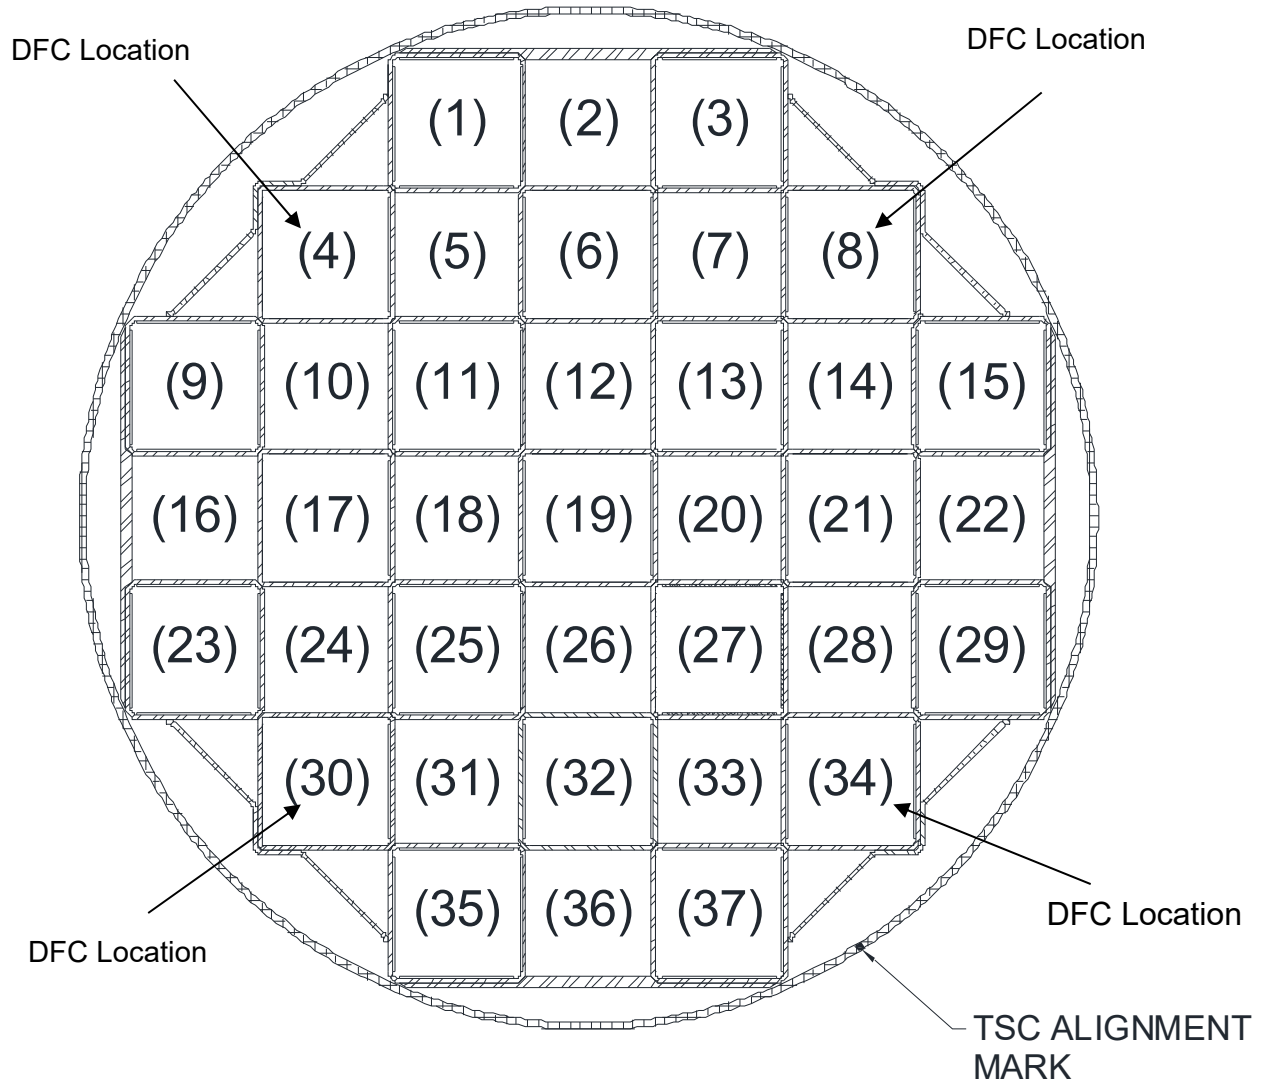 DFC Location
DFC Location
(1) (2) (3)
(4) (5) (6) (7) (8)
(9) (10) (11) (12) (13) (14) (15)
(16) (17) (18) (19) (20) (21) (22)
(23) (24) (25) (26) (27) (28) (29)
(30) (31) (32) (33) (34)
(35) (36) (37)
DFC Location
DFC Location
TSC ALIGNMENT
MARK